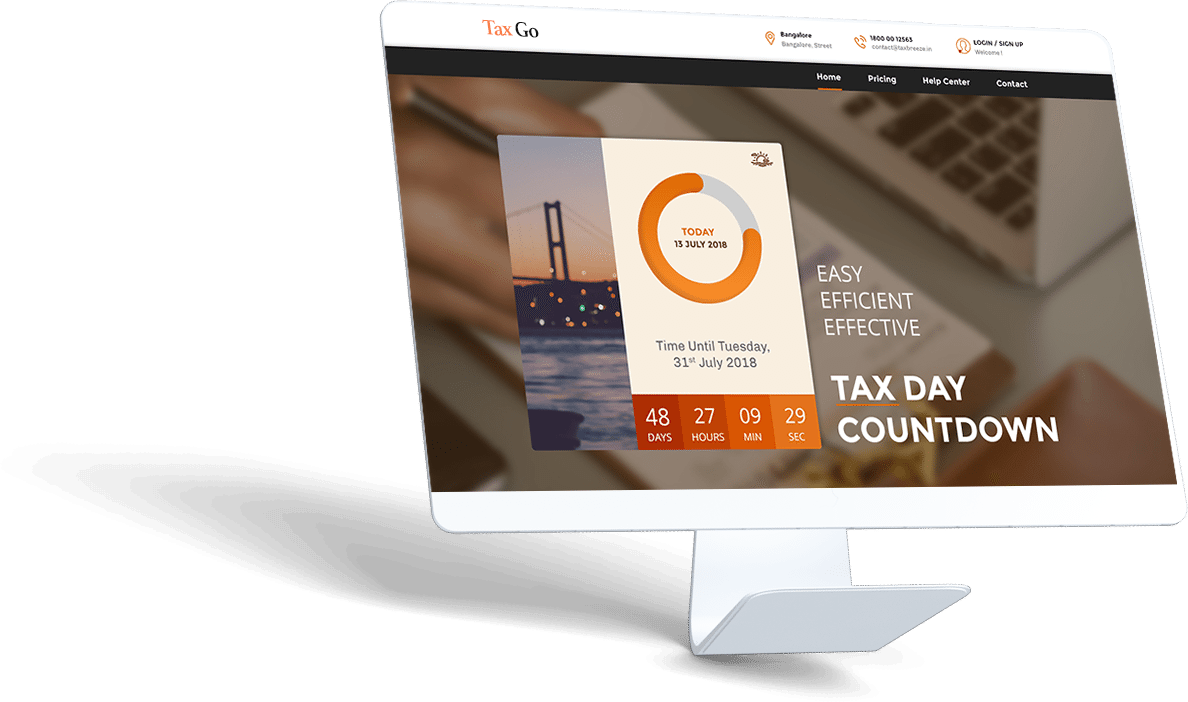 Tax Go
Bangalore
Bangalore, Street
1800 00 12563
contact@taxbreeze.in
LOGIN / SIGN UP
Welcome !
Home
Pricing
Help Center
Contact
TODAY
13 JULY 2018
Time Until Tuesday,
31st July 2018
48
DAYS
27
HOURS
09
MIN
29
SEC
EASY
EFFICIENT
EFFECTIVE
TAX DAY
COUNTDOWN